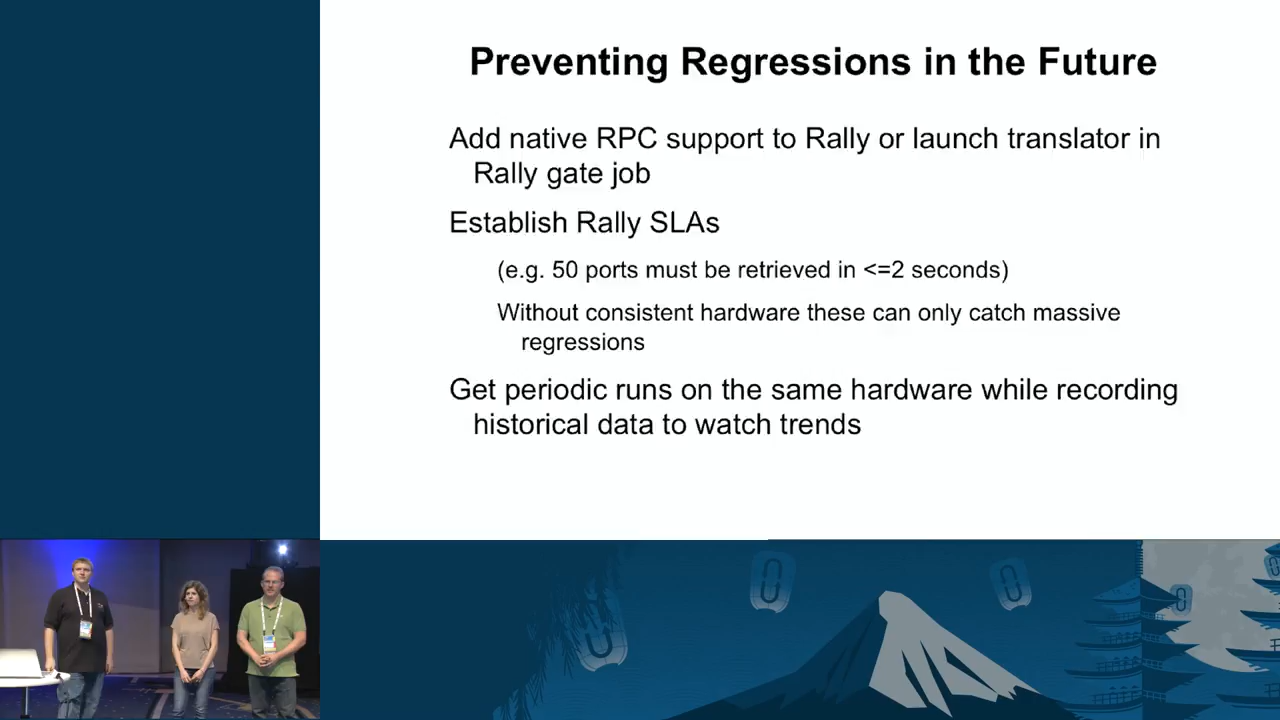 Preventing Regressions in the Future
Add native RPC support to Rally or launch translator in
Rally gate job
Establish Rally SLAs
(e.g. 50 ports must be retrieved in <=2 seconds)
Without consistent hardware these can only catch massive
regressions
Get periodic runs on the same hardware while recording
historical data to watch trends